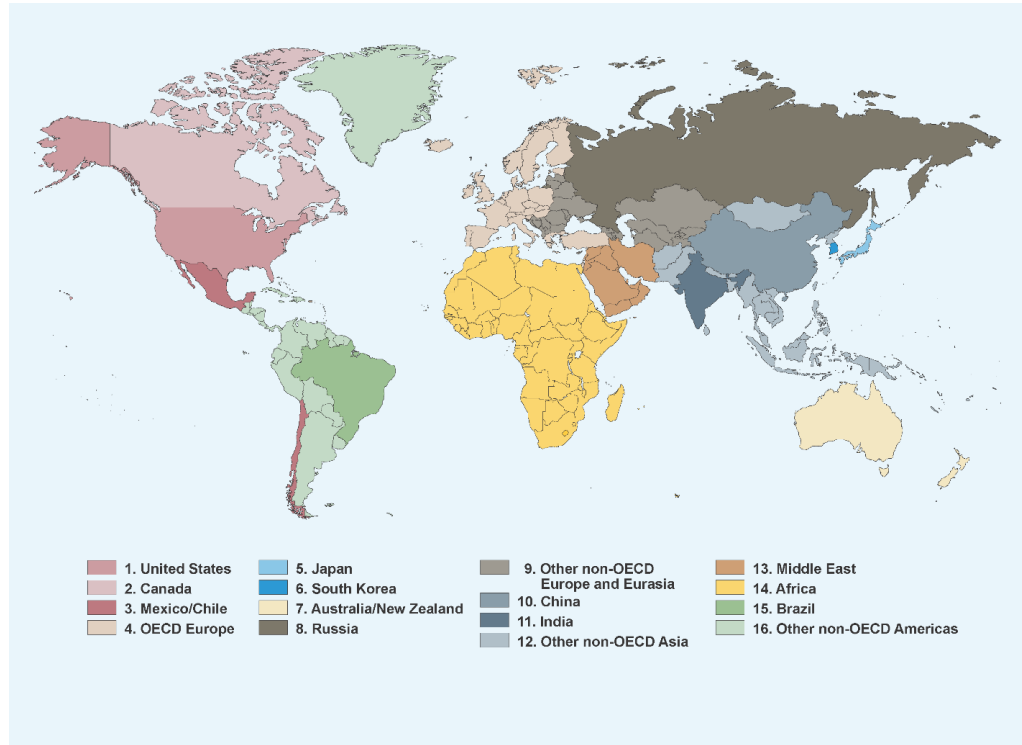 1. United States
2. Canada
3. Mexico/Chile
4. OECD Europe
5. Japan
6. South Korea
7. Australia/New Zealand
8. Russia
9. Other non-OECD
Europe and Eurasia
10. China
11. India
12. Other non-OECD Asia
13. Middle East
14. Africa
15. Brazil
16. Other non-OECD Americas